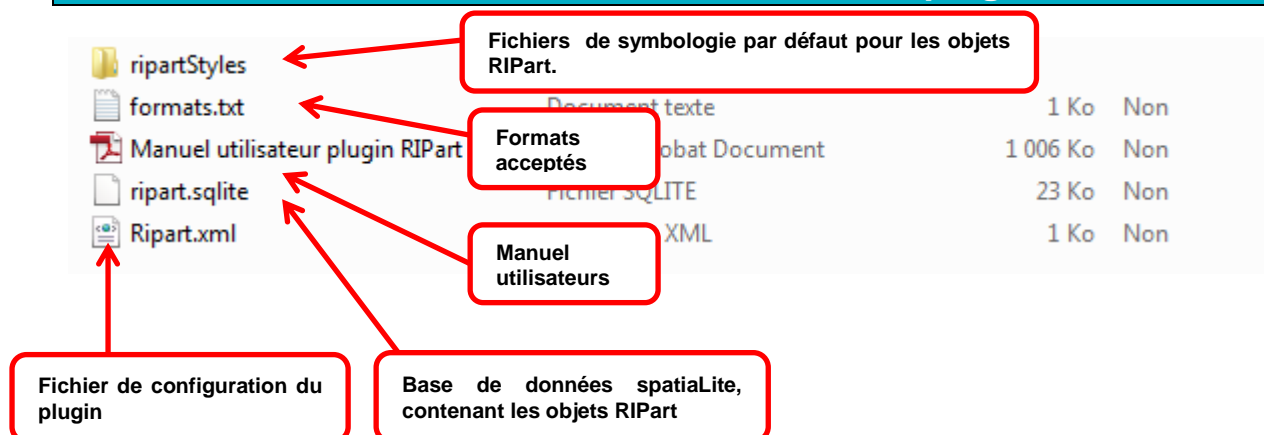 Fichiers de symbologie par défaut pour les objets
RIPart.
ripartStyles
formats.txt
texte
1 Ko Non
Formats
acceptés
Manuel utilisateur plugin RIPart
obat Document
1 006 Ko Non
ripart.sqlite
Fichier SQLITE
23 Ko Non
Ripart.xml
XML
1 Ko Non
Manuel
utilisateurs
Fichier de configuration du
plugin
Base de données spatiaLite,
contenant les objets RIPart